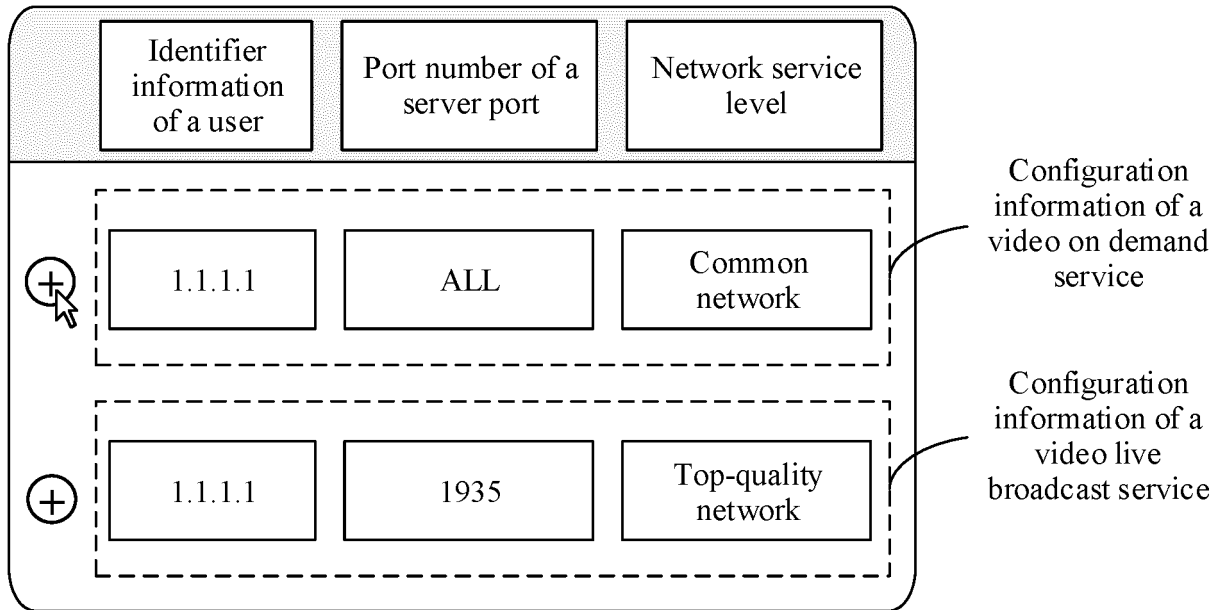 Identifier
information
of a user
Port number of a
server port
Network service
level
1.1.1.1
ALL
Common
network
Configuration
information of a
video on demand
service
1.1.1.1
1935
Top-quality
network
Configuration
information of a
video live
broadcast service